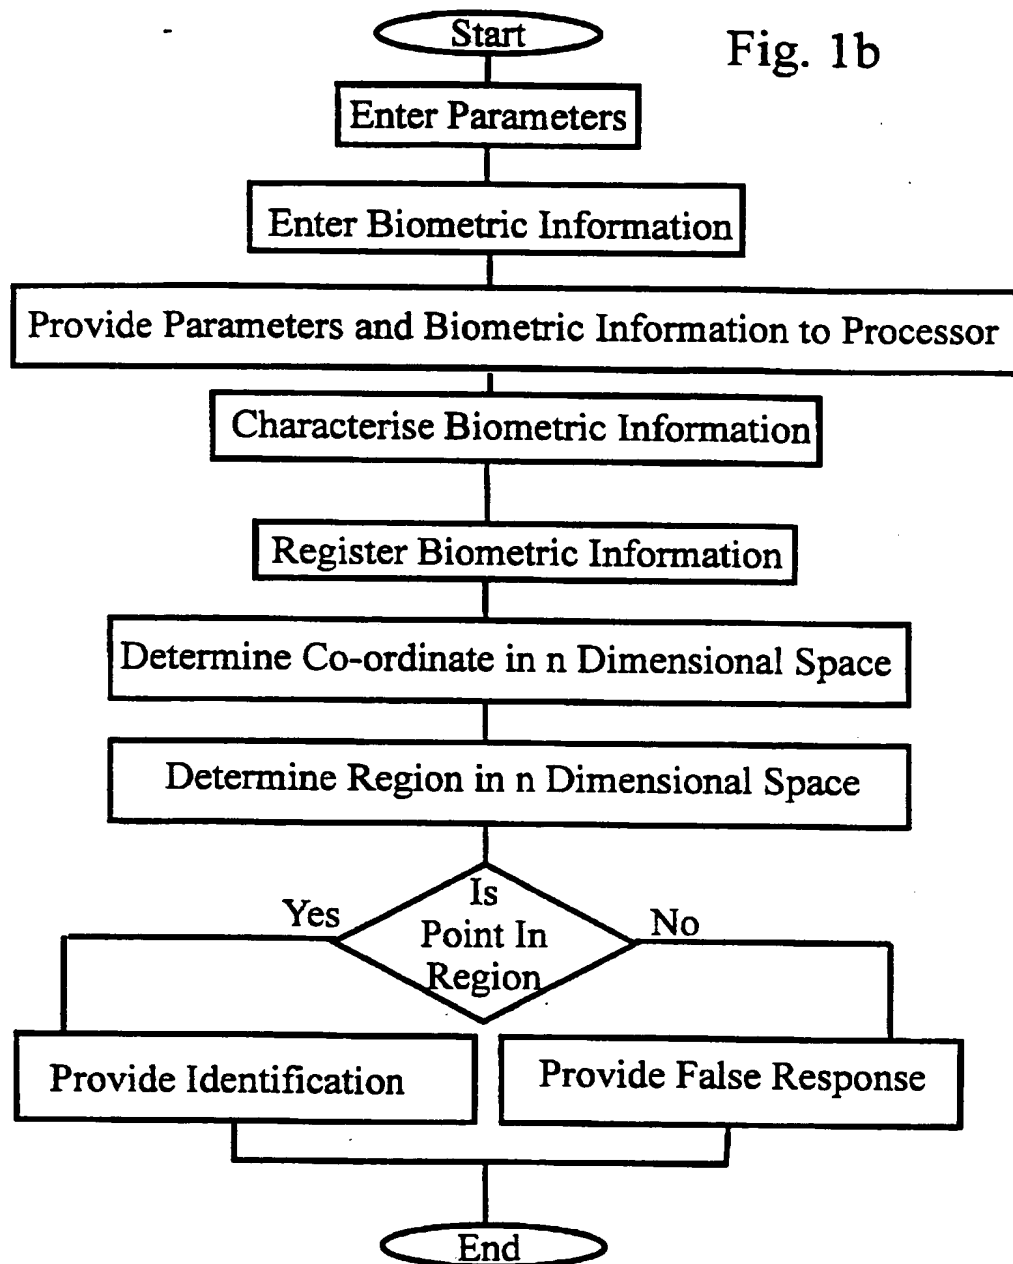 Start
Fig. 1b
Enter Parameters
Enter Biometric Information
Provide Parameters and Biometric Information to Processor
Characterise Biometric Information
Register Biometric Information
Determine Co-ordinate in n Dimensional Space
Determine Region in n Dimensional Space
Is
Point In
Region
Yes
No
Provide Identification
Provide False Response
End